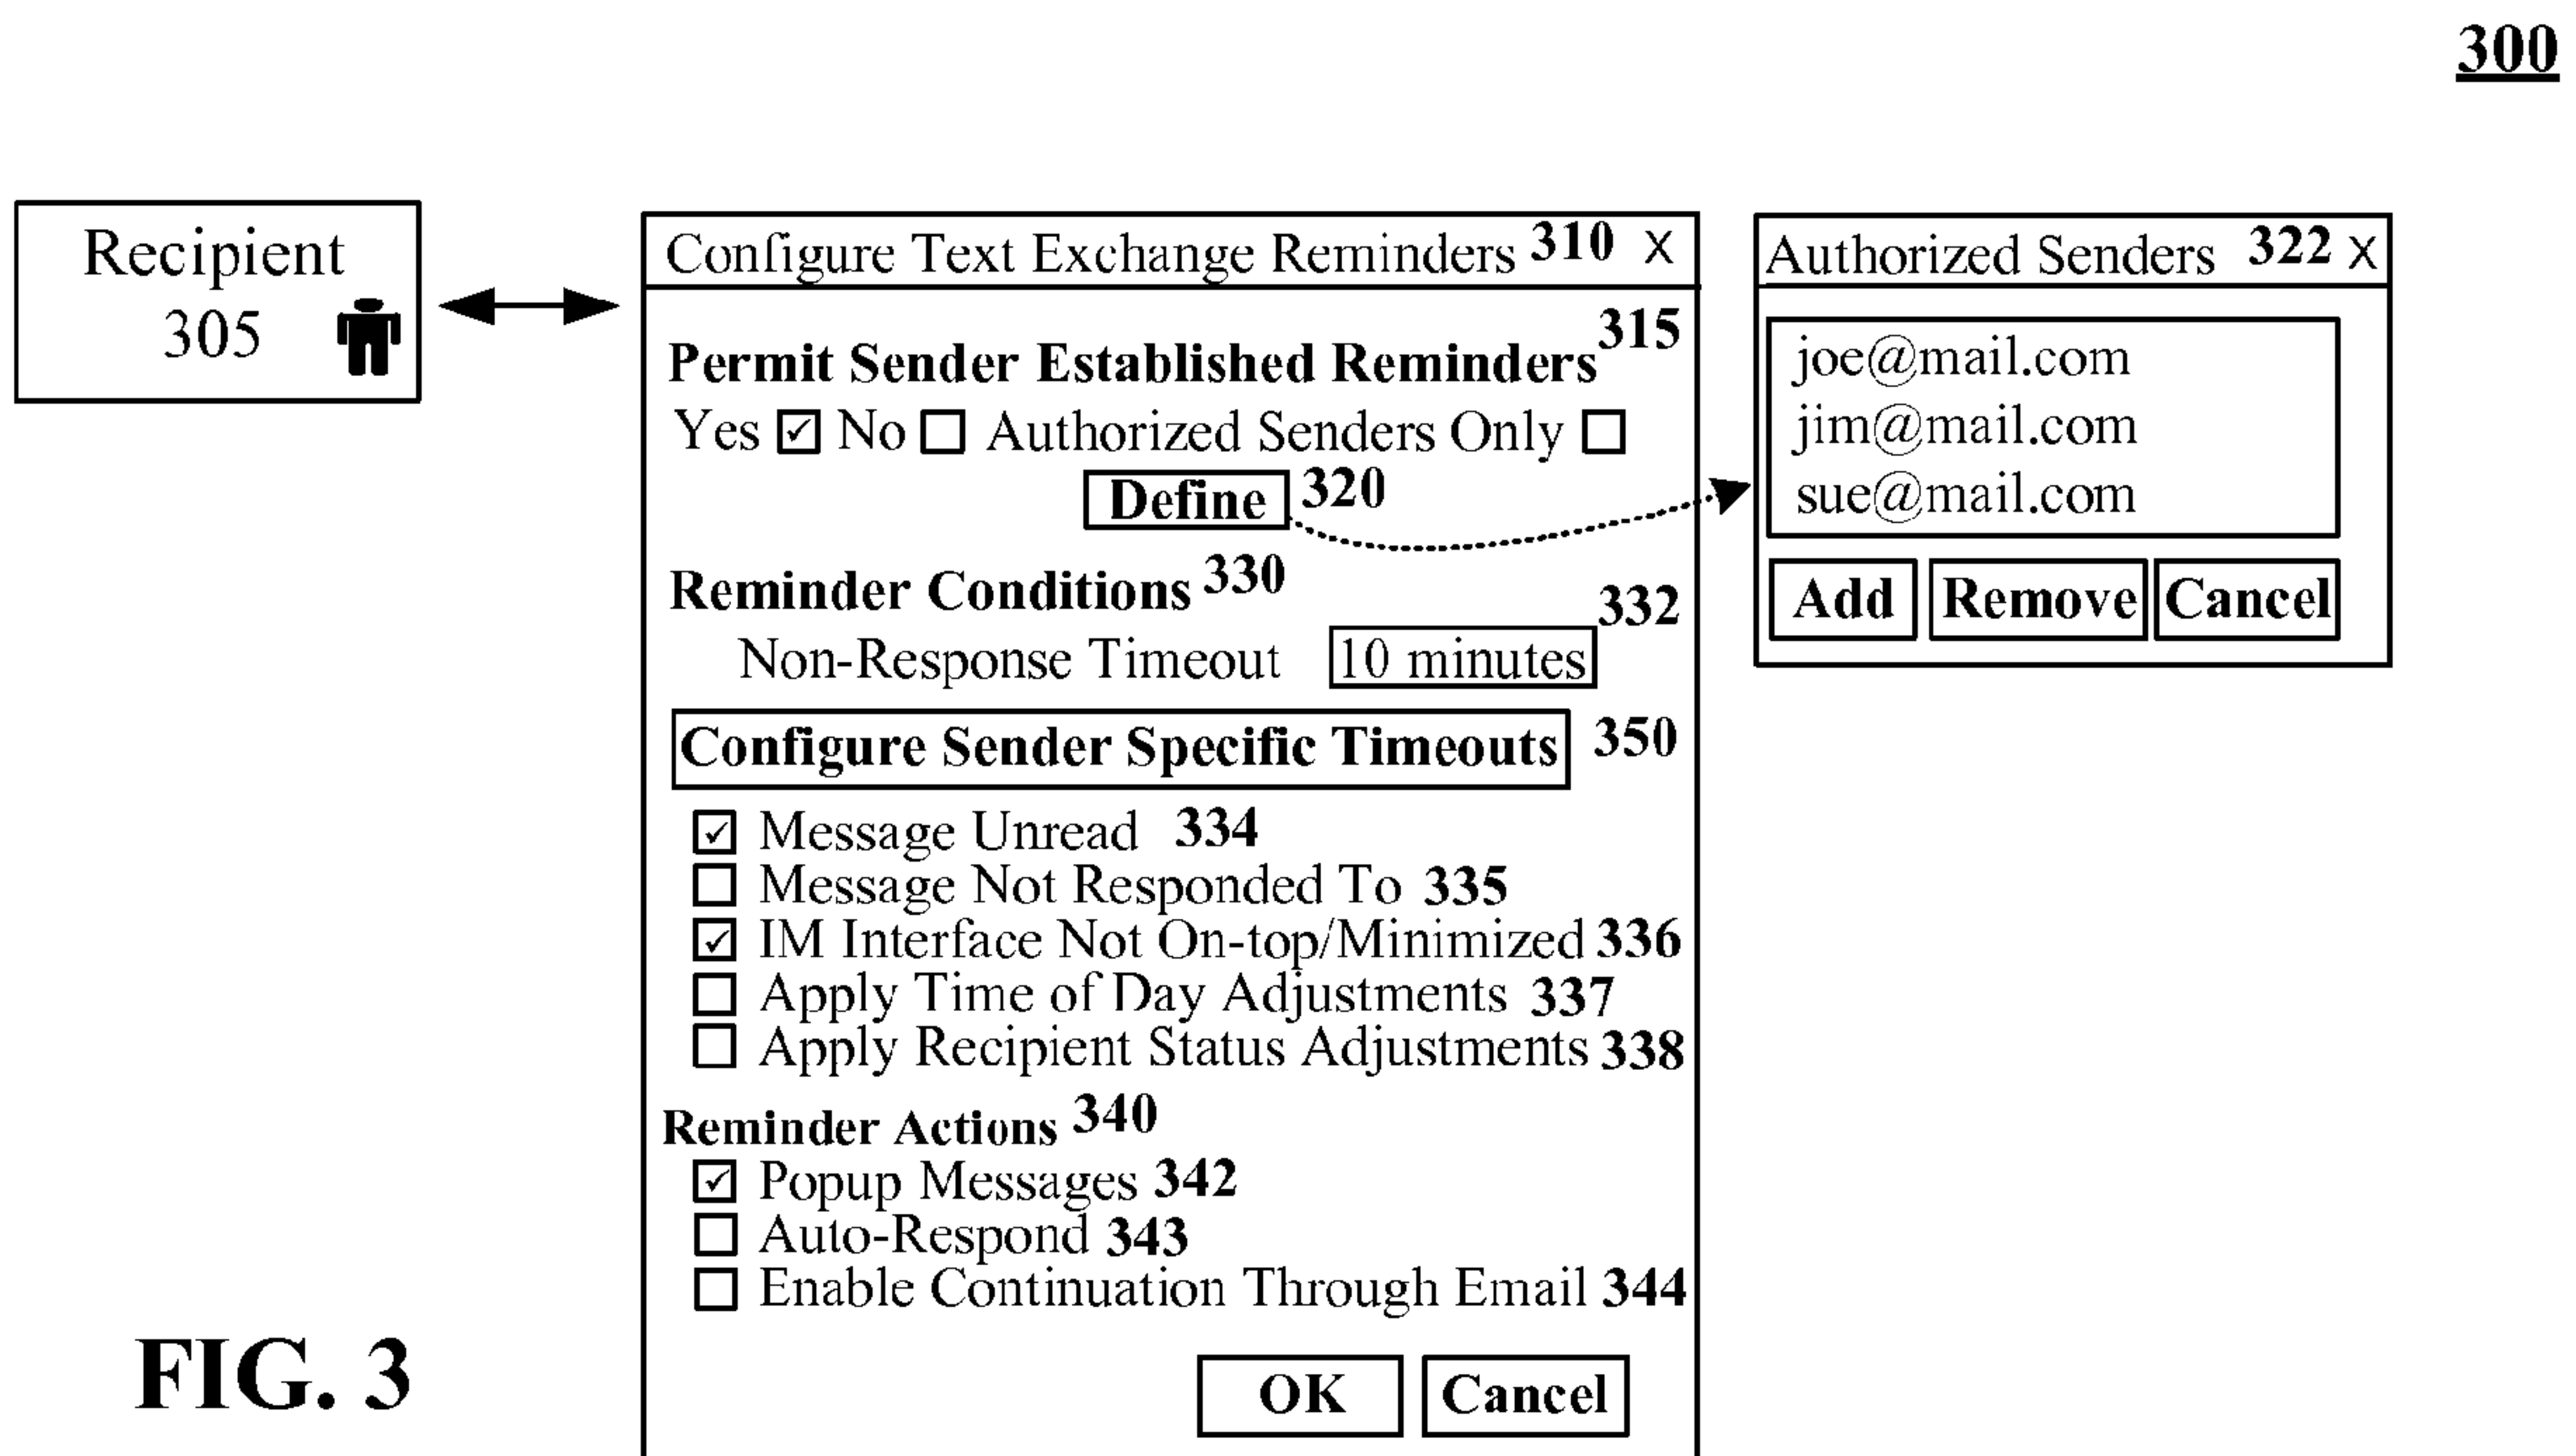 300
Recipient
305
Configure Text Exchange Reminders 310 X
315
Permit Sender Established Reminders
Yes No Authorized Senders Only
Define 320
Reminder Conditions 330
332
Non-Response Timeout 10 minutes
Configure Sender Specific Timeouts 350
Message Unread 334
Message Not Responded To 335
IM Interface Not On-top/Minimized 336
Apply Time of Day Adjustments 337
Apply Recipient Status Adjustments 338
Reminder Actions 340
Popup Messages 342
Auto-Respond 343
Enable Continuation Through Email 344
OK Cancel
Authorized Senders 322 X
joe@mail.com
jim@mail.com
sue@mail.com
Add Remove Cancel
FIG. 3